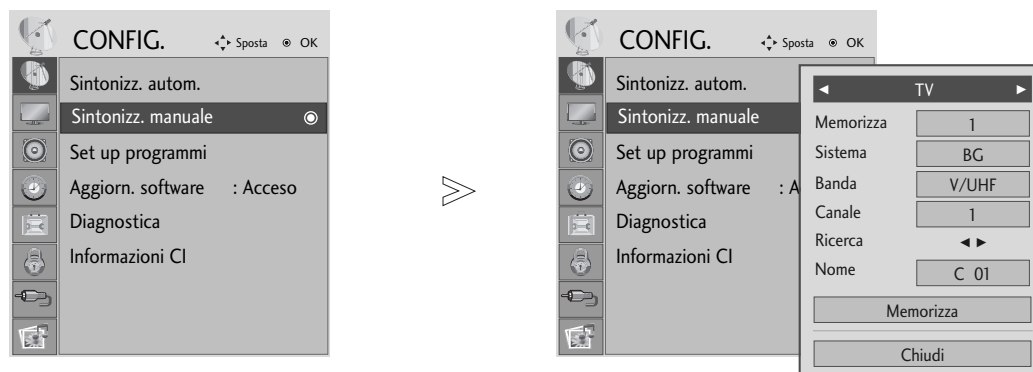 CONFIG. Sposta OK
Sintonizz. autom.
Sintonizz. manuale
Set up programmi
Aggiorn. software : Acceso
Diagnostica
Informazioni CI
CONFIG. Sposta OK
Sintonizz. autom.
Sintonizz. manuale
Set up programmi
Aggiorn. software : A
Diagnostica
Informazioni CI
◄ TV ►
Memorizza 1
Sistema BG
Banda V/UHF
Canale 1
Ricerca ◄ ►
Nome C 01
Memorizza
Chiudi